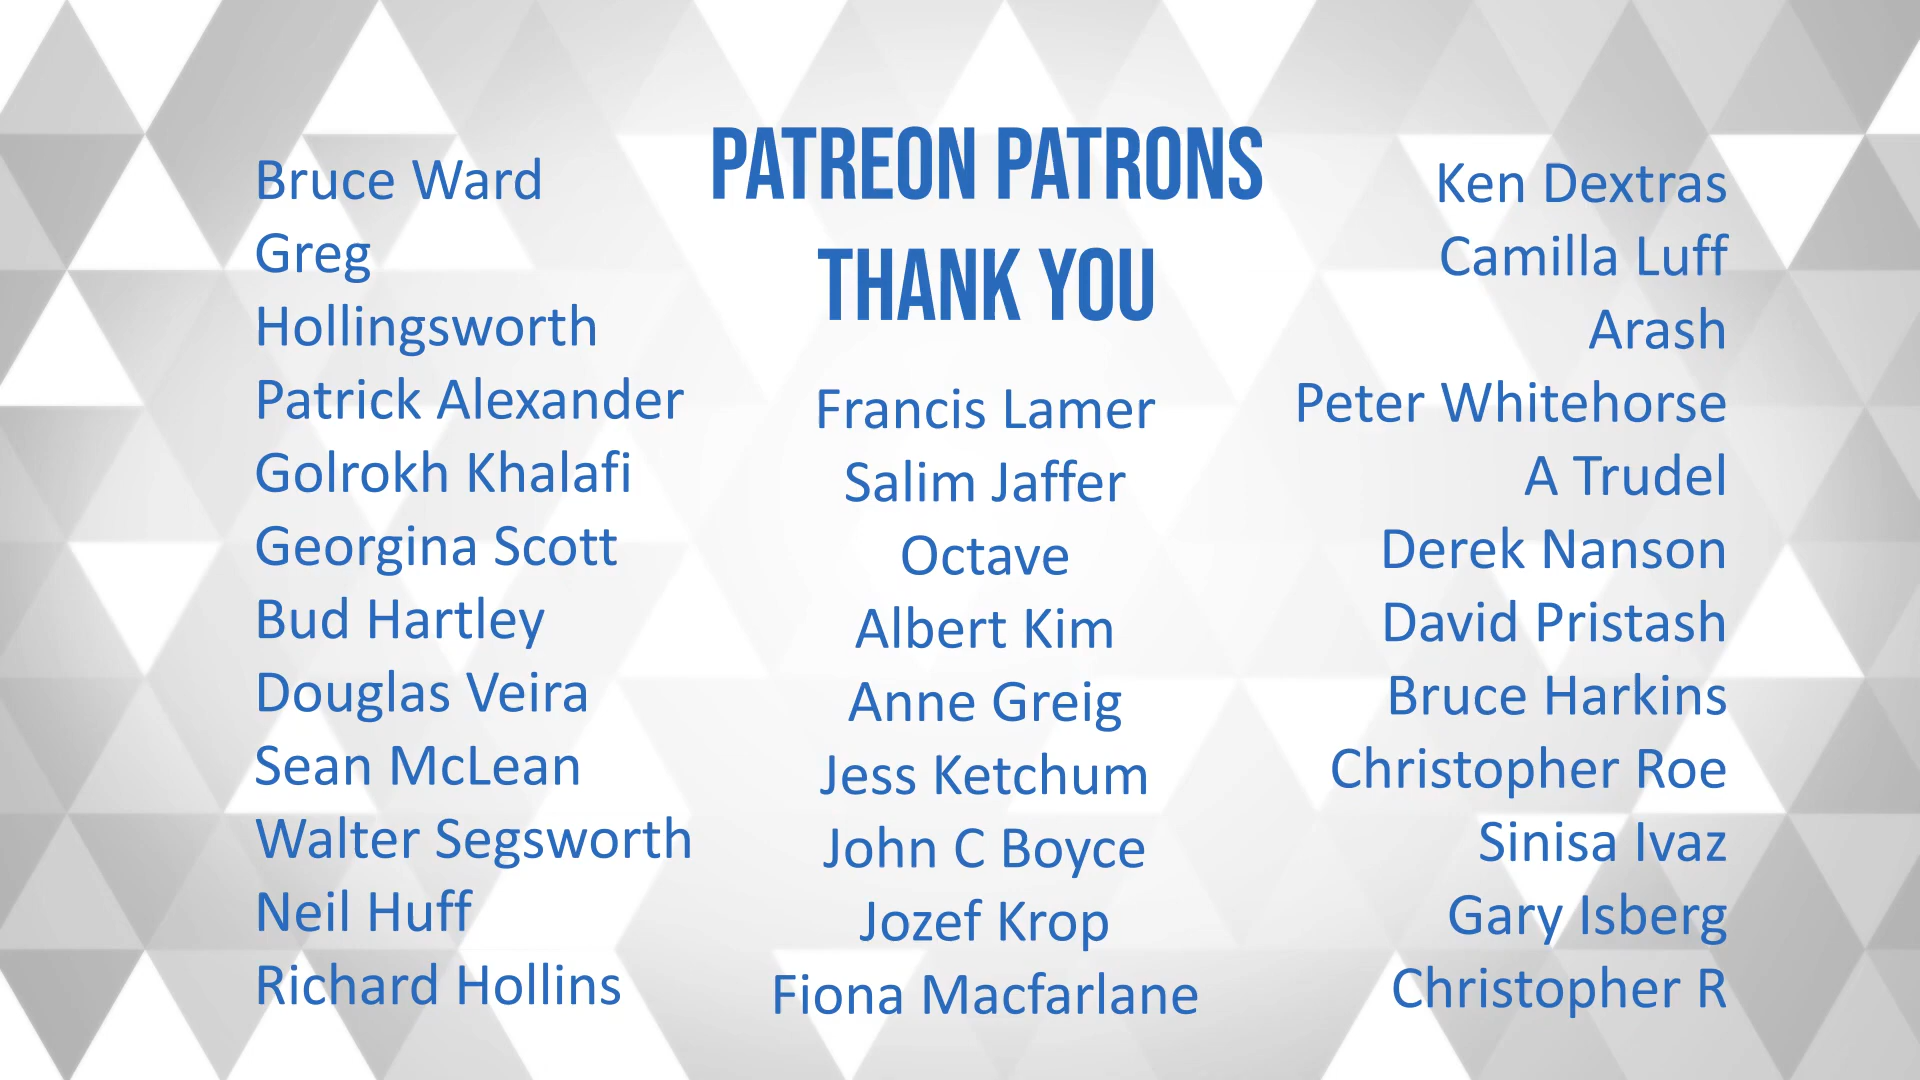 PATREON PATRONS
THANK YOU
Bruce Ward
Greg
Hollingsworth
Patrick Alexander
Golrokh Khalafi
Georgina Scott
Bud Hartley
Douglas Veira
Sean McLean
Walter Segsworth
Neil Huff
Richard Hollins
Francis Lamer
Salim Jaffer
Octave
Albert Kim
Anne Greig
Jess Ketchum
John C Boyce
Jozef Krop
Fiona Macfarlane
Ken Dextras
Camilla Luff
Arash
Peter Whitehorse
A Trudel
Derek Nanson
David Pristash
Bruce Harkins
Christopher Roe
Sinisa Ivaz
Gary Isberg
Christopher R